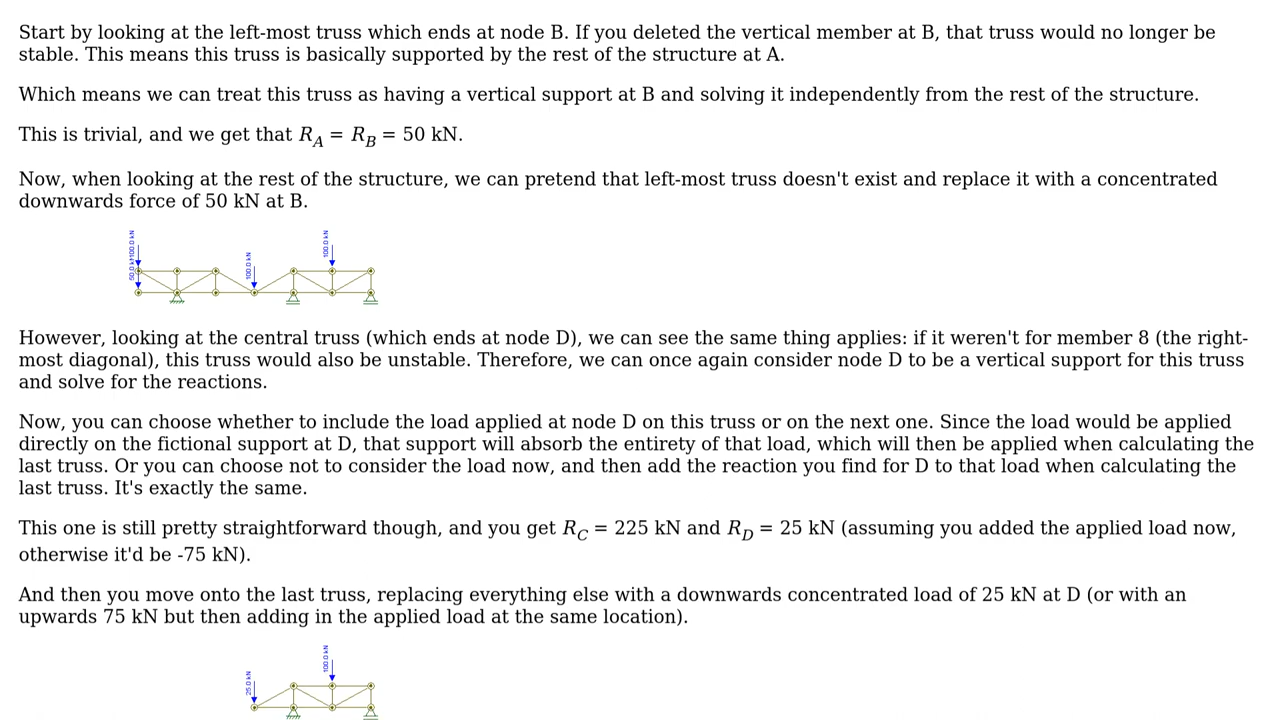 Start by looking at the left-most truss which ends at node B. If you deleted the vertical member at B, that truss would no longer be
stable. This means this truss is basically supported by the rest of the structure at A.
Which means we can treat this truss as having a vertical support at B and solving it independently from the rest of the structure.
This is trivial, and we get that R_A = R_B = 50 kN.
Now, when looking at the rest of the structure, we can pretend that left-most truss doesn't exist and replace it with a concentrated
downwards force of 50 kN at B.
100.0 kN
100.0 kN
100.0 kN
However, looking at the central truss (which ends at node D), we can see the same thing applies: if it weren't for member 8 (the right-
most diagonal), this truss would also be unstable. Therefore, we can once again consider node D to be a vertical support for this truss
and solve for the reactions.
Now, you can choose whether to include the load applied at node D on this truss or on the next one. Since the load would be applied
directly on the fictional support at D, that support will absorb the entirety of that load, which will then be applied when calculating the
last truss. Or you can choose not to consider the load now, and then add the reaction you find for D to that load when calculating the
last truss. It's exactly the same.
This one is still pretty straightforward though, and you get R_C = 225 kN and R_D = 25 kN (assuming you added the applied load now,
otherwise it'd be -75 kN).
And then you move onto the last truss, replacing everything else with a downwards concentrated load of 25 kN at D (or with an
upwards 75 kN but then adding in the applied load at the same location).
100.0 kN
25.0 kN